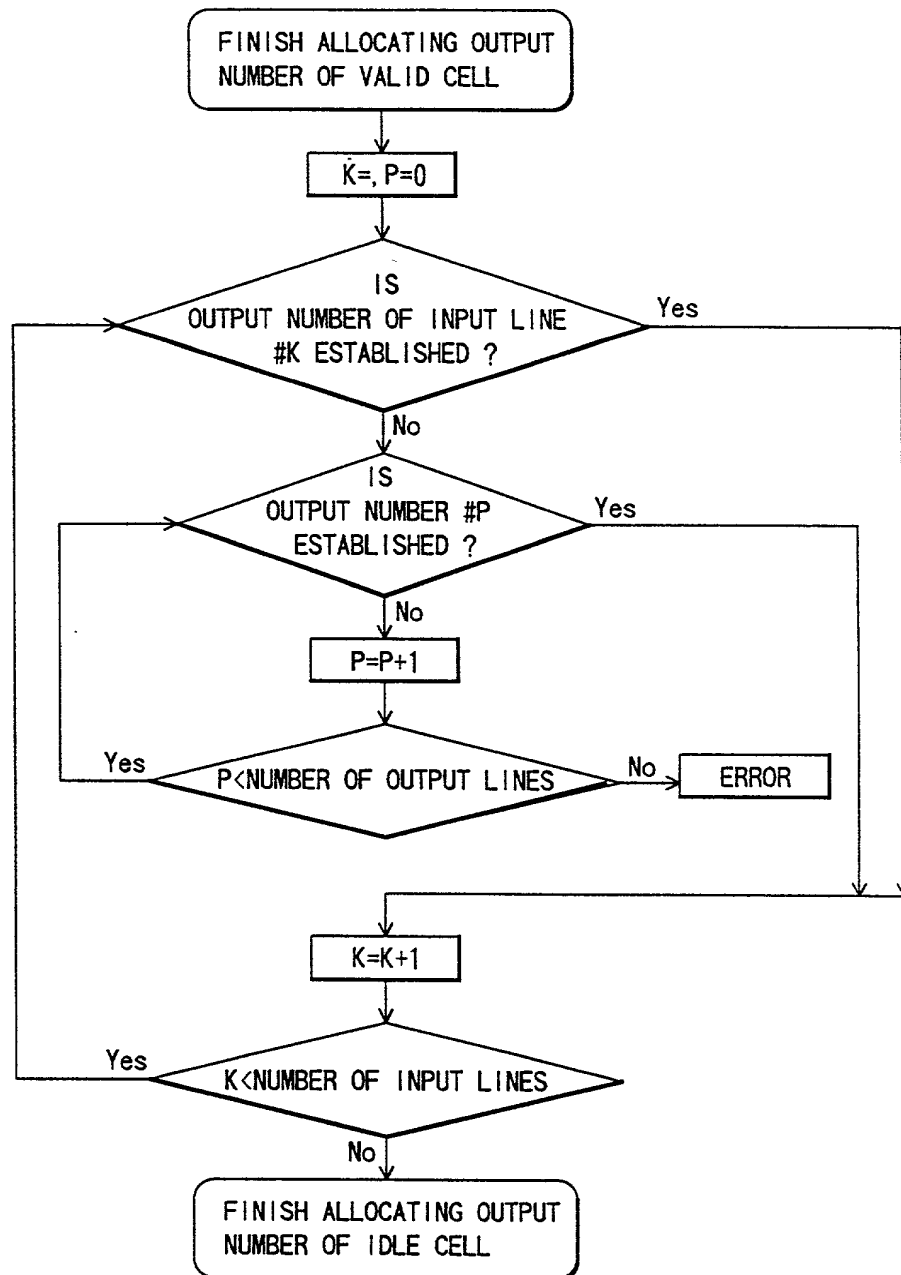 FINISH ALLOCATING OUTPUT
NUMBER OF VALID CELL
K=, P=0
IS
OUTPUT NUMBER OF INPUT LINE
#K ESTABLISHED ?
Yes
No
IS
OUTPUT NUMBER #P
ESTABLISHED ?
Yes
No
P=P+1
Yes
P<NUMBER OF OUTPUT LINES
No
ERROR
K=K+1
Yes
K<NUMBER OF INPUT LINES
No
FINISH ALLOCATING OUTPUT
NUMBER OF IDLE CELL